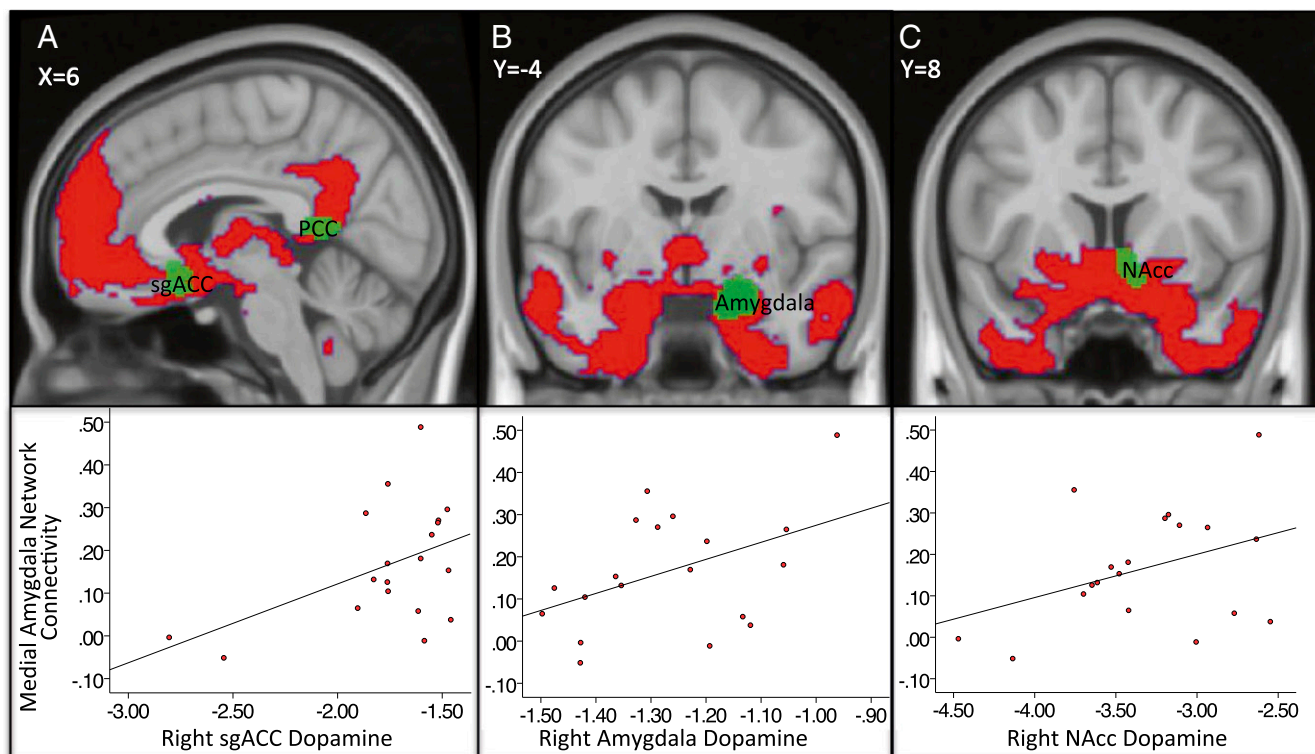 A
X=6
PCC
sgACC
B
Y=-4
Amygdala
C
Y=8
NAcc
Medial Amygdala Network
Connectivity
.50
.40
.30
.20
.10
.00
-.10
-3.00 -2.50 -2.00 -1.50
Right sgACC Dopamine
.50
.40
.30
.20
.10
.00
-.10
-1.50 -1.40 -1.30 -1.20 -1.10 -1.00 -.90
Right Amygdala Dopamine
.50
.40
.30
.20
.10
.00
-.10
-4.50 -4.00 -3.50 -3.00 -2.50
Right NAcc Dopamine